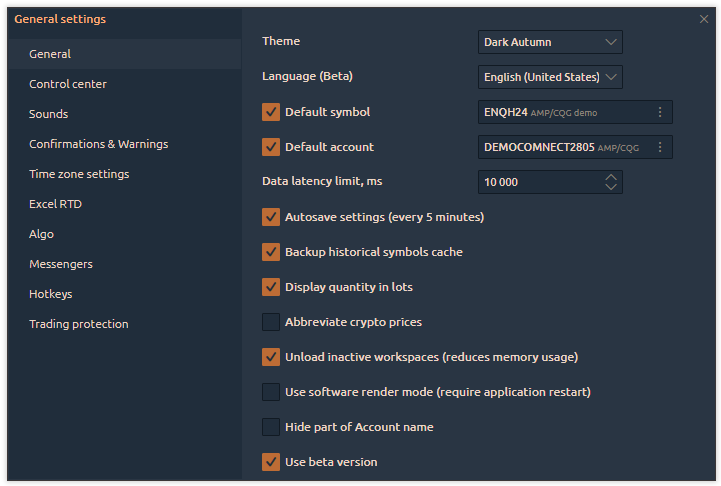 General settings
General
Control center
Sounds
Confirmations & Warnings
Time zone settings
Excel RTD
Algo
Messengers
Hotkeys
Trading protection
Theme Dark Autumn
Language (Beta) English (United States)
Default symbol ENQH24 AMP/CQG demo
Default account DEMOCOMNECT2805 AMP/CQG
Data latency limit, ms 10 000
Autosave settings (every 5 minutes)
Backup historical symbols cache
Display quantity in lots
Abbreviate crypto prices
Unload inactive workspaces (reduces memory usage)
Use software render mode (require application restart)
Hide part of Account name
Use beta version